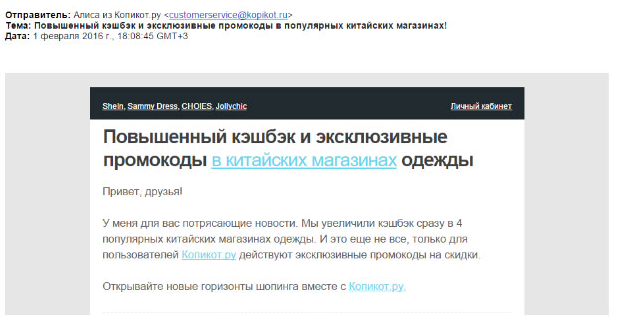 Отправитель: Алиса из Копикот.ру <customerservice@kopikot.ru>
Тема: Повышенный кэшбэк и эксклюзивные промокоды в популярных китайских магазинах!
Дата: 1 февраля 2016 г., 18:08:45 GMT+3
SheIn, Sammy Dress, CHOIES, Jollychic Личный кабинет
Повышенный кэшбэк и эксклюзивные
промокоды в китайских магазинах одежды
Привет, друзья!
У меня для вас потрясающие новости. Мы увеличили кэшбэк сразу в 4
популярных китайских магазинах одежды. И это еще не все, только для
пользователей Копикот.ру действуют эксклюзивные промокоды на скидки.
Открывайте новые горизонты шопинга вместе с Копикот.ру.